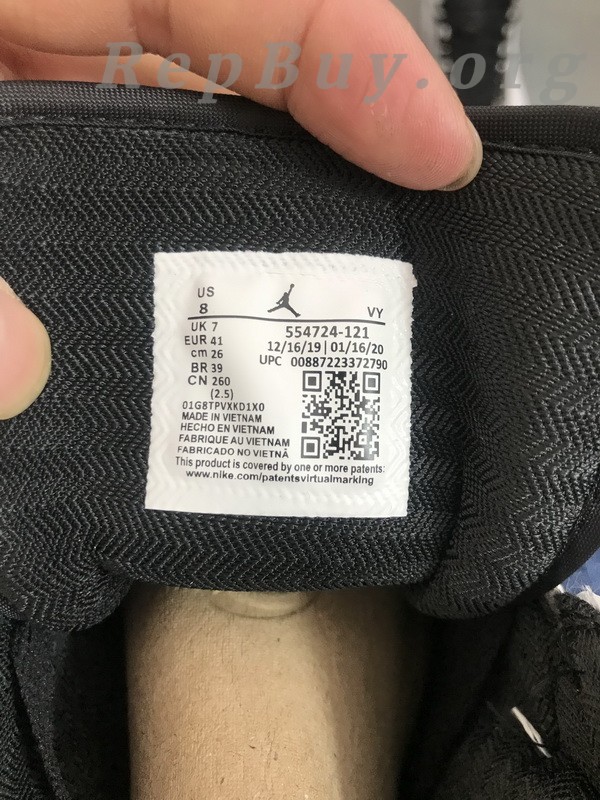 RepBuy.org
US
8
VY
UK 7
EUR 41
cm 26
BR 39
CN 260
(2.5)
554724-121
12/16/19 | 01/16/20
UPC 00887223372790
01G8TPVXKD1X0
MADE IN VIETNAM
HECHO EN VIETNAM
FABRIQUE AU VIETNAM
FABRICADO NO VIETNÃ
This product is covered by one or more patents:
www.nike.com/patentsvirtualmarking